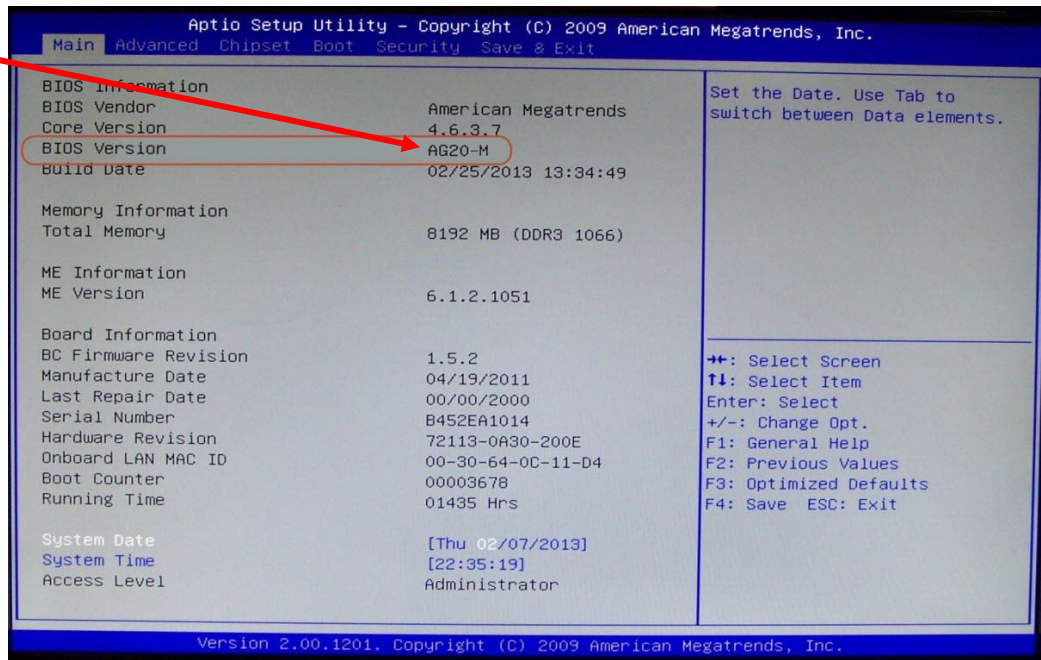 Aptio Setup Utility – Copyright (C) 2009 American Megatrends, Inc.
Main Advanced Chipset Boot Security Save & Exit
BIOS Information
BIOS Vendor American Megatrends
Core Version 4.6.3.7
BIOS Version AG20-M
Build Date 02/25/2013 13:34:49
Memory Information
Total Memory 8192 MB (DDR3 1066)
ME Information
ME Version 6.1.2.1051
Board Information
BC Firmware Revision 1.5.2
Manufacture Date 04/19/2011
Last Repair Date 00/00/2000
Serial Number B452EA1014
Hardware Revision 72113-0A30-200E
Onboard LAN MAC ID 00-30-64-0C-11-D4
Boot Counter 00003678
Running Time 01435 Hrs
System Date [Thu 02/07/2013]
System Time [22:35:19]
Access Level Administrator
Set the Date. Use Tab to
switch between Data elements.
→←: Select Screen
↑↓: Select Item
Enter: Select
+/-: Change Opt.
F1: General Help
F2: Previous Values
F3: Optimized Defaults
F4: Save ESC: Exit
Version 2.00.1201. Copyright (C) 2009 American Megatrends, Inc.